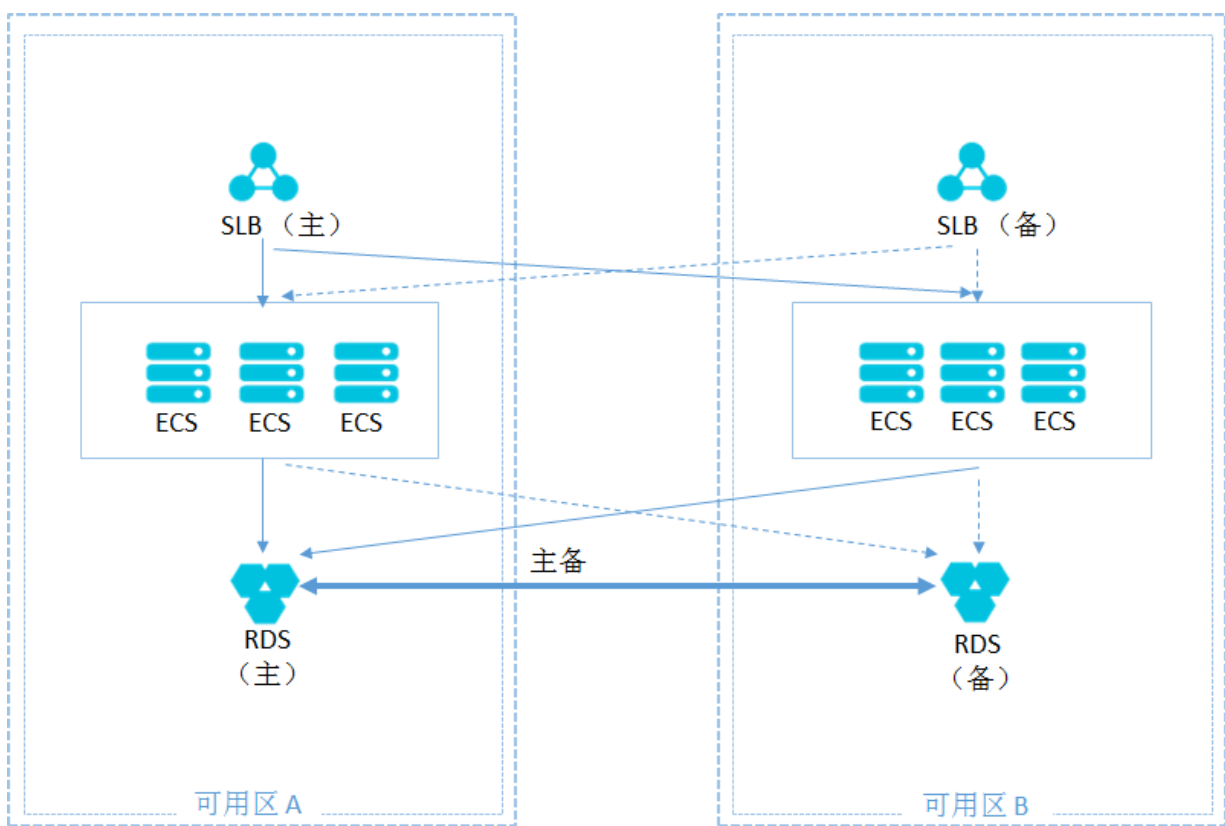 SLB （主）
SLB （备）
ECS ECS ECS
ECS ECS ECS
主备
RDS
（主）
RDS
（备）
可用区 A
可用区 B